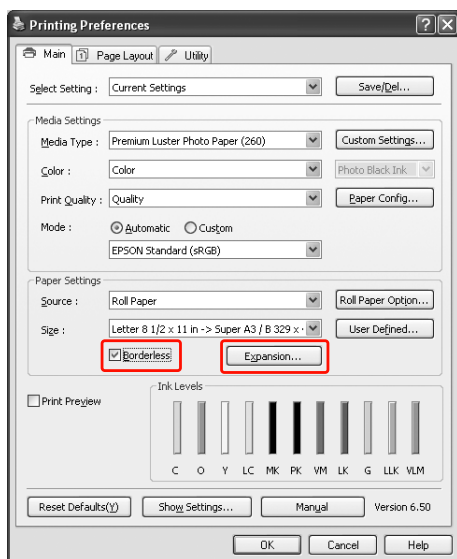 Printing Preferences
Main Page Layout Utility
Select Setting : Current Settings Save/Del...
Media Settings
Media Type : Premium Luster Photo Paper (260) Custom Settings...
Color : Color Photo Black Ink
Print Quality : Quality Paper Config...
Mode : Automatic Custom
EPSON Standard (sRGB)
Paper Settings
Source : Roll Paper Roll Paper Option...
Size : Letter 8 1/2 x 11 in -> Super A3 / B 329 x User Defined...
Borderless Expansion...
Print Preview
Ink Levels
C O Y LC MK PK VM LK G LLK VLM
Reset Defaults(Y) Show Settings... Manual Version 6.50
OK Cancel Help